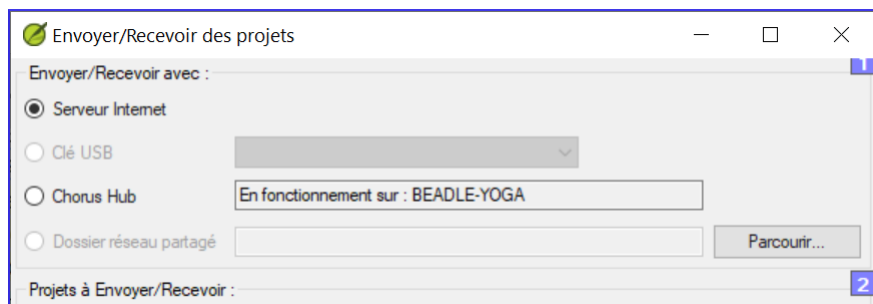 Envoyer/Recevoir des projets
Envoyer/Recevoir avec :
1
Serveur Internet
Clé USB
Chorus Hub En fonctionnement sur : BEADLE-YOGA
Dossier réseau partagé Parcourir...
Projets à Envoyer/Recevoir :
2